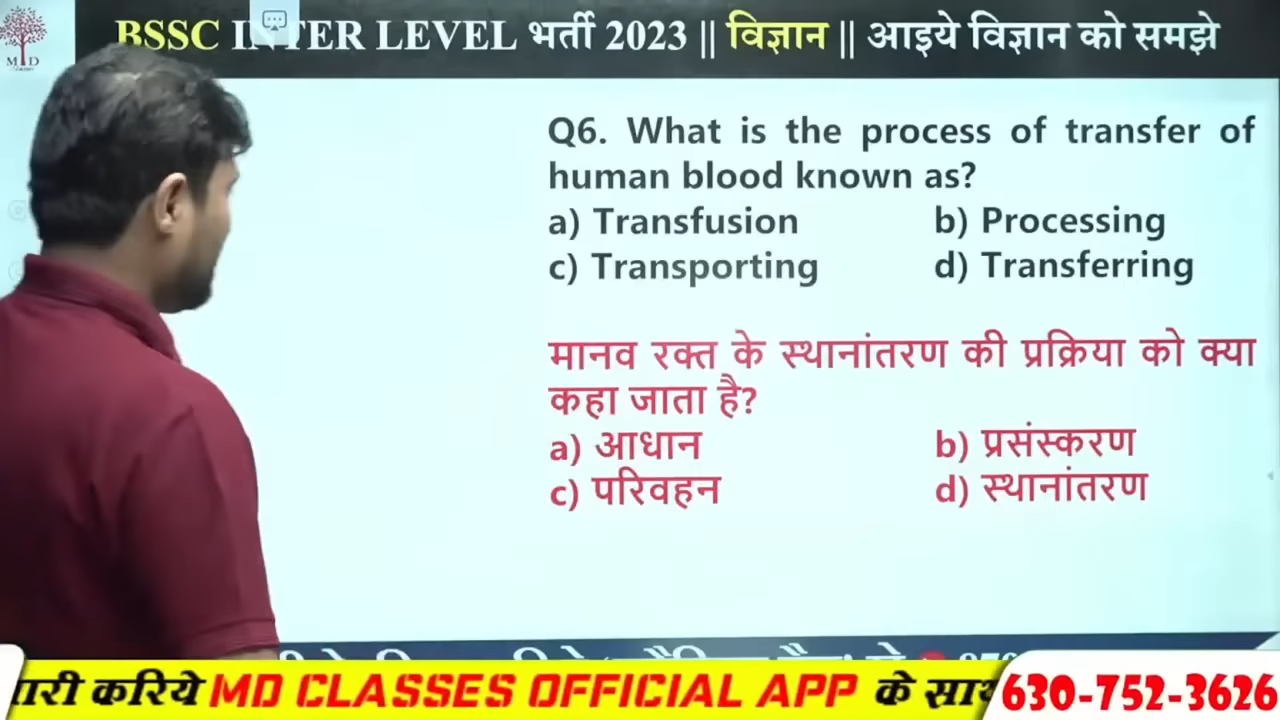 BSSC INTER LEVEL भर्ती 2023 || विज्ञान || आइये विज्ञान को समझे
Q6. What is the process of transfer of
human blood known as?
a) Transfusion b) Processing
c) Transporting d) Transferring
मानव रक्त के स्थानांतरण की प्रक्रिया को क्या
कहा जाता है?
a) आधान b) प्रसंस्करण
c) परिवहन d) स्थानांतरण
करिये MD CLASSES OFFICIAL APP के 630-752-3626